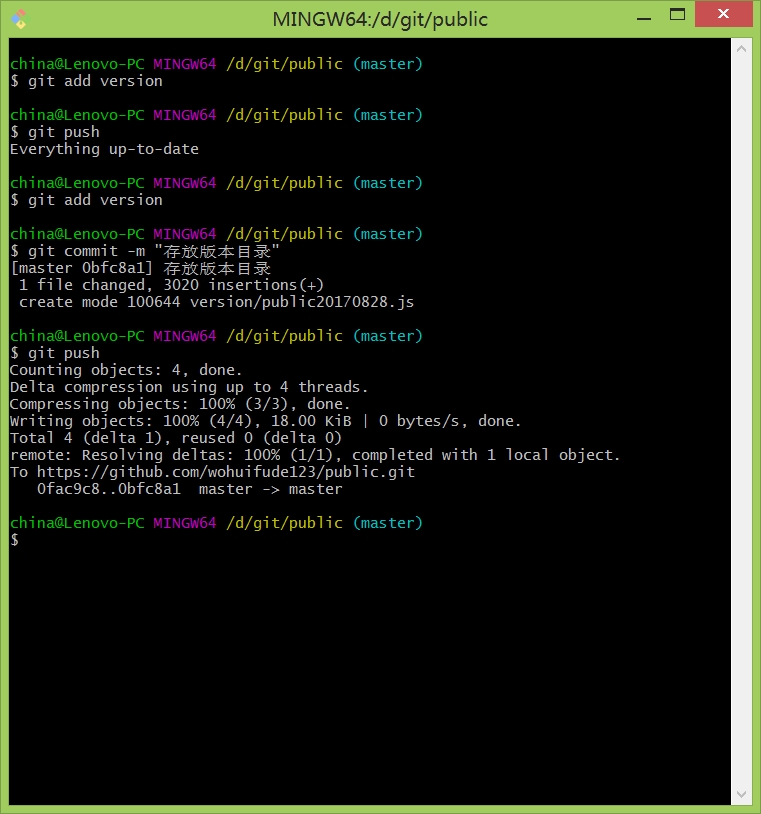 MINGW64:/d/git/public
china@Lenovo-PC MINGW64 /d/git/public (master)
$ git add version
china@Lenovo-PC MINGW64 /d/git/public (master)
$ git push
Everything up-to-date
china@Lenovo-PC MINGW64 /d/git/public (master)
$ git add version
china@Lenovo-PC MINGW64 /d/git/public (master)
$ git commit -m "存放版本目录"
[master 0bfc8a1] 存放版本目录
 1 file changed, 3020 insertions(+)
 create mode 100644 version/public20170828.js
china@Lenovo-PC MINGW64 /d/git/public (master)
$ git push
Counting objects: 4, done.
Delta compression using up to 4 threads.
Compressing objects: 100% (3/3), done.
Writing objects: 100% (4/4), 18.00 KiB | 0 bytes/s, done.
Total 4 (delta 1), reused 0 (delta 0)
remote: Resolving deltas: 100% (1/1), completed with 1 local object.
To https://github.com/wohuifude123/public.git
   0fac9c8..0bfc8a1  master -> master
china@Lenovo-PC MINGW64 /d/git/public (master)
$